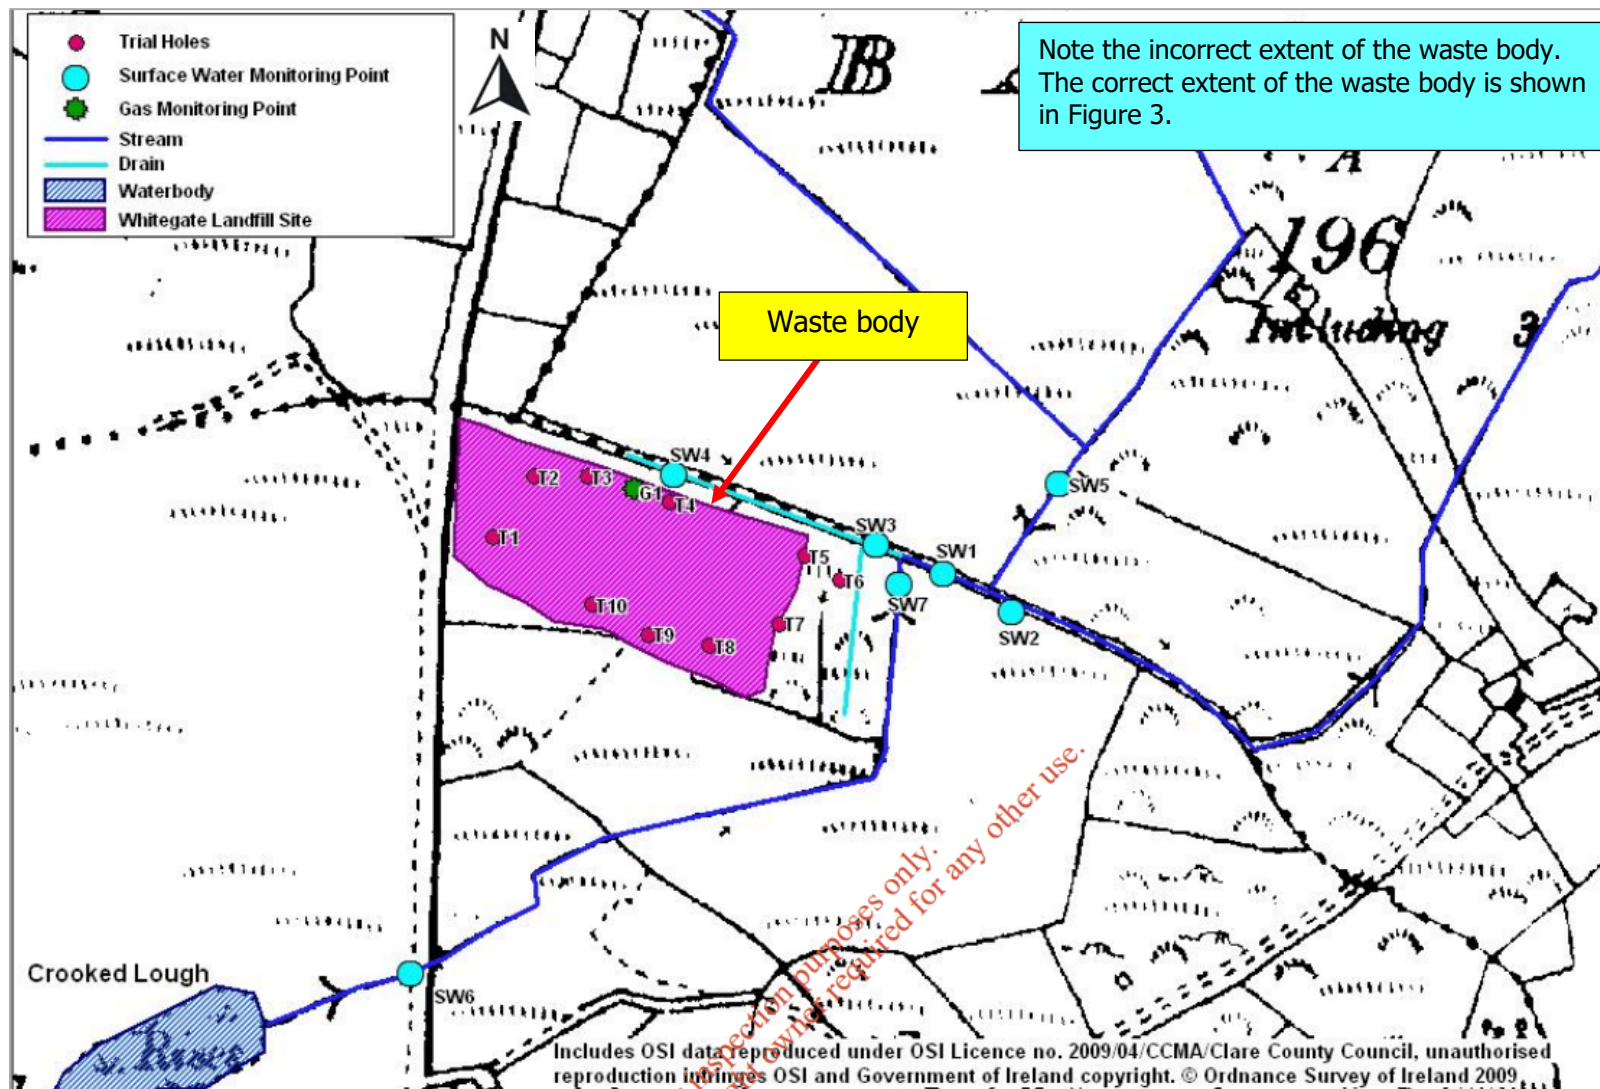 Trial Holes
Surface Water Monitoring Point
Gas Monitoring Point
Stream
Drain
Waterbody
Whitegate Landfill Site
N
B
Note the incorrect extent of the waste body.
The correct extent of the waste body is shown
in Figure 3.
A
196
Including
3
Waste body
SW4
T2
T3
G1
T4
SW5
SW3
T1
SW1
T5
T6
SW7
T10
SW2
T7
T9
T8
Crooked Lough
SW6
inspection purposes only.
owner required for any other use.
Includes OSI data reproduced under OSI Licence no. 2009/04/CCMA/Clare County Council, unauthorised
reproduction infringes OSI and Government of Ireland copyright. © Ordnance Survey of Ireland 2009